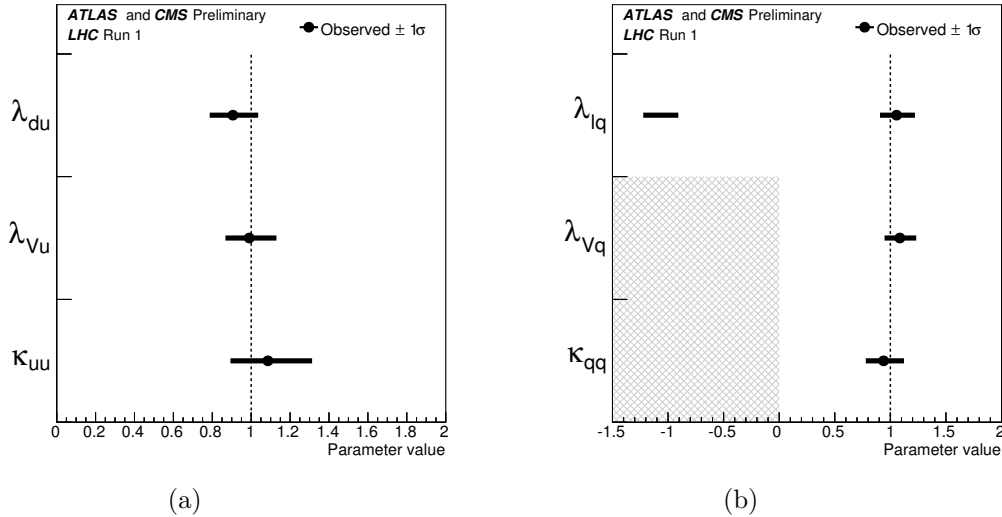 ATLAS and CMS Preliminary
LHC Run 1
Observed ± 1σ
λdu
λVu
κuu
0 0.2 0.4 0.6 0.8 1 1.2 1.4 1.6 1.8 2
Parameter value
(a)
ATLAS and CMS Preliminary
LHC Run 1
Observed ± 1σ
λlq
λVq
κqq
-1.5 -1 -0.5 0 0.5 1 1.5 2
Parameter value
(b)